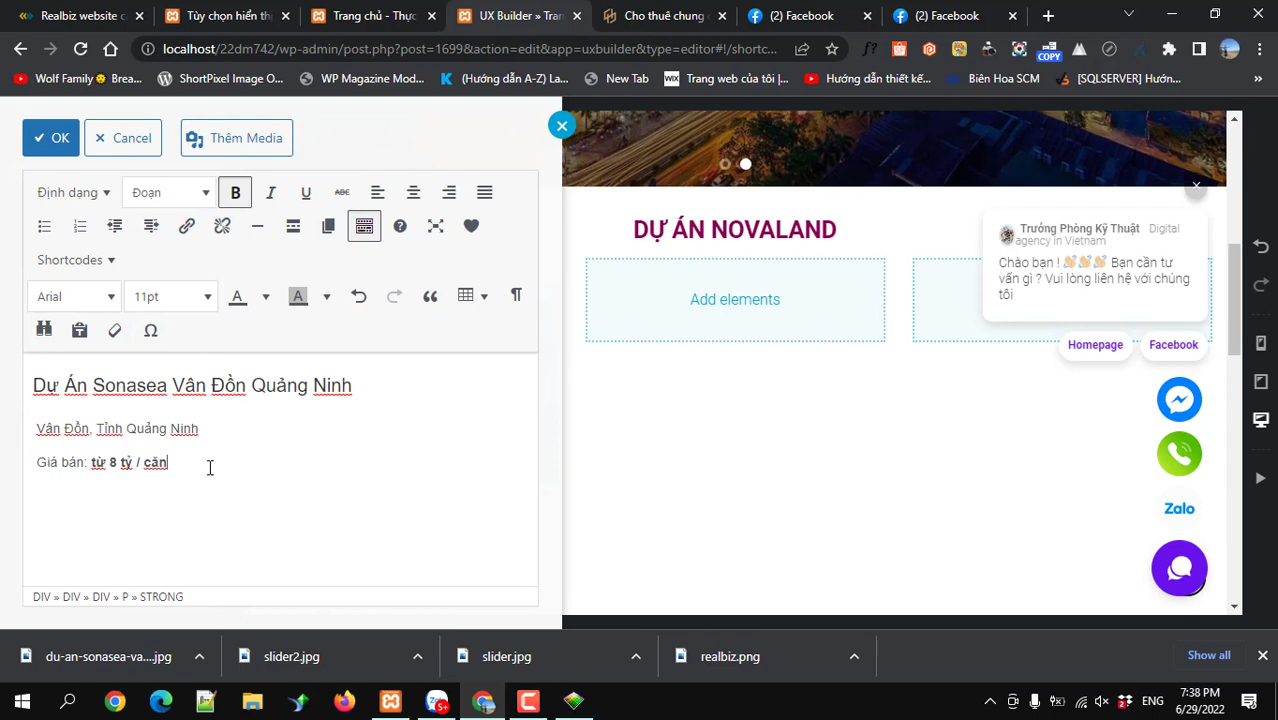 Realbiz website c
Tùy chọn hiển thị
Trang chủ - Thực
UX Builder » Tran
Cho thuê chung c
(2) Facebook
(2) Facebook
localhost/22dm742/wp-admin/post.php?post=1699&action=edit&app=uxbuilder&type=editor#!/shortc...
COPY
Wolf Family Brea...
ShortPixel Image O...
WP Magazine Mod...
(Hướng dẫn A-Z) La...
New Tab
WIX
Trang web của tôi |...
Hướng dẫn thiết kế...
Biên Hoa SCM
[SQLSERVER] Hướn...
OK
Cancel
Thêm Media
Định dạng
Đoạn
B
I
U
ABC
Shortcodes
Arial
11pt
A
A
DỰ ÁN NOVALAND
Add elements
Trưởng Phòng Kỹ Thuật Digital
agency in Vietnam
Chào bạn ! 👋👋👋 Bạn cần tư
vấn gì ? Vui lòng liên hệ với chúng
tôi
Homepage
Facebook
Zalo
Dự Án Sonasea Vân Đồn Quảng Ninh
Vân Đồn, Tỉnh Quảng Ninh
Giá bán: từ 8 tỷ / căn
DIV » DIV » DIV » P » STRONG
du-an-sonasea-va....jpg
slider2.jpg
slider.jpg
realbiz.png
Show all
5+
ENG
7:38 PM
6/29/2022